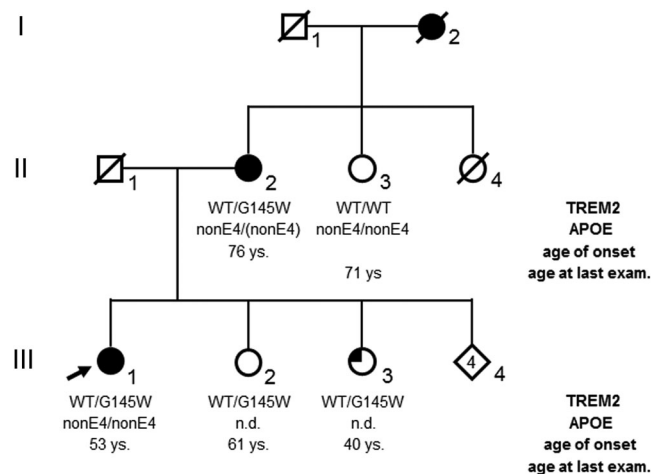 I
1
2
II
1
2
3
4
WT/G145W WT/WT TREM2
nonE4/(nonE4) nonE4/nonE4 APOE
76 ys. age of onset
71 ys age at last exam.
III
1
2
3
4
4
WT/G145W WT/G145W WT/G145W TREM2
nonE4/nonE4 n.d. n.d. APOE
53 ys. 61 ys. 40 ys. age of onset
age at last exam.